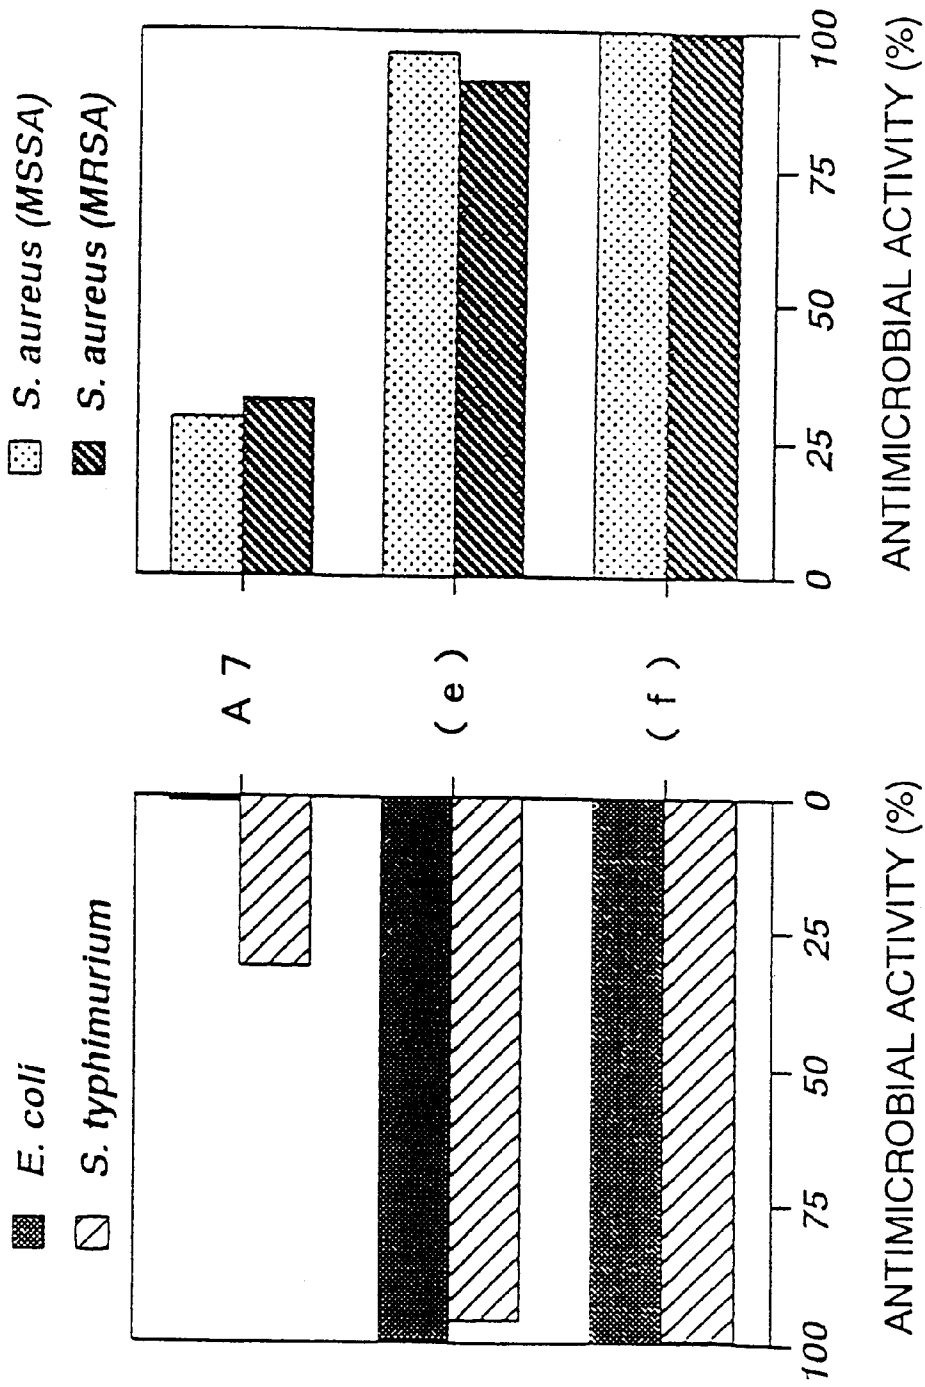 E. coli
S. typhimurium
S. aureus (MSSA)
S. aureus (MRSA)
A 7
( e )
( f )
100 75 50 25 0
0 25 50 75 100
ANTIMICROBIAL ACTIVITY (%)
ANTIMICROBIAL ACTIVITY (%)